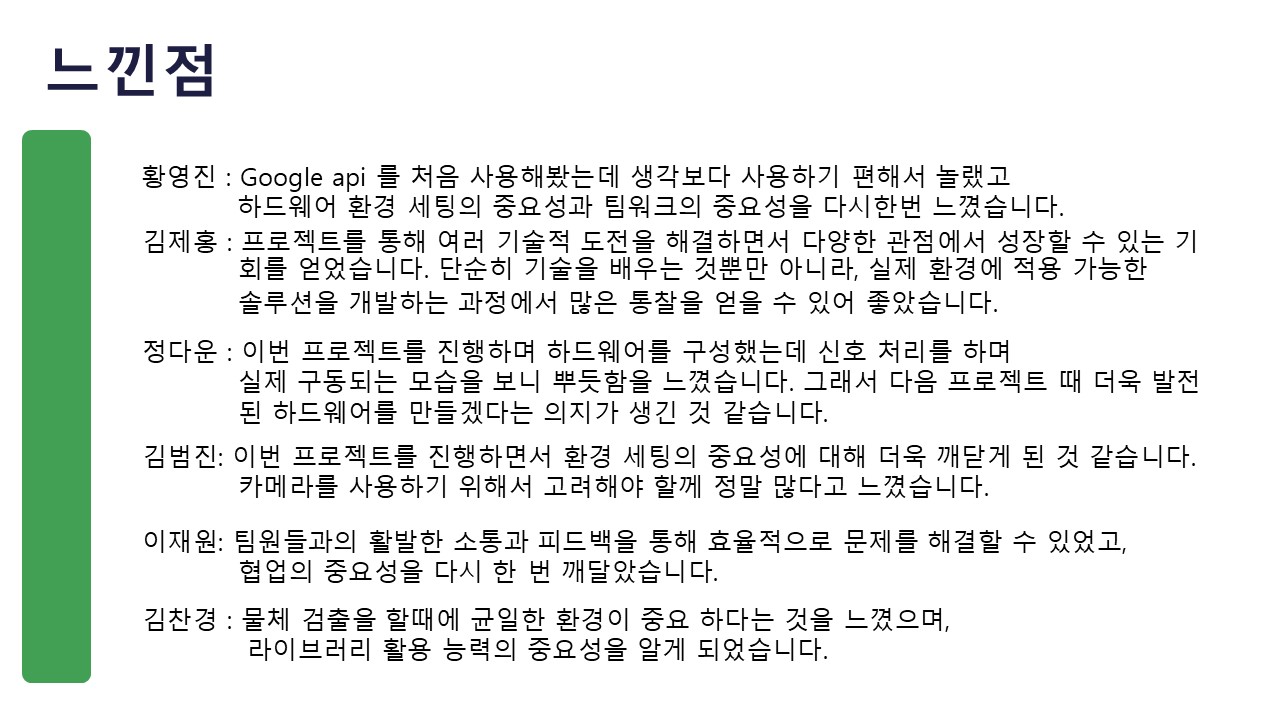 느낀점
황영진 : Google api 를 처음 사용해봤는데 생각보다 사용하기 편해서 놀랬고
하드웨어 환경 세팅의 중요성과 팀워크의 중요성을 다시한번 느꼈습니다.
김제홍 : 프로젝트를 통해 여러 기술적 도전을 해결하면서 다양한 관점에서 성장할 수 있는 기
회를 얻었습니다. 단순히 기술을 배우는 것뿐만 아니라, 실제 환경에 적용 가능한
솔루션을 개발하는 과정에서 많은 통찰을 얻을 수 있어 좋았습니다.
정다운 : 이번 프로젝트를 진행하며 하드웨어를 구성했는데 신호 처리를 하며
실제 구동되는 모습을 보니 뿌듯함을 느꼈습니다. 그래서 다음 프로젝트 때 더욱 발전
된 하드웨어를 만들겠다는 의지가 생긴 것 같습니다.
김범진: 이번 프로젝트를 진행하면서 환경 세팅의 중요성에 대해 더욱 깨닫게 된 것 같습니다.
카메라를 사용하기 위해서 고려해야 할께 정말 많다고 느꼈습니다.
이재원: 팀원들과의 활발한 소통과 피드백을 통해 효율적으로 문제를 해결할 수 있었고,
협업의 중요성을 다시 한 번 깨달았습니다.
김찬경 : 물체 검출을 할때에 균일한 환경이 중요 하다는 것을 느꼈으며,
라이브러리 활용 능력의 중요성을 알게 되었습니다.